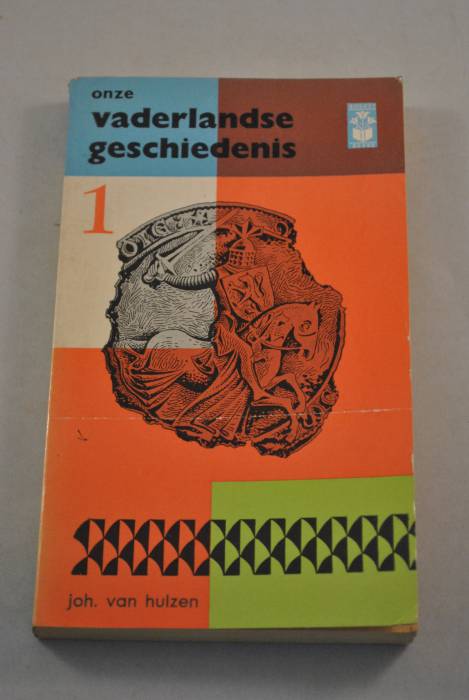 onze
vaderlandse
geschiedenis
1
joh. van hulzen